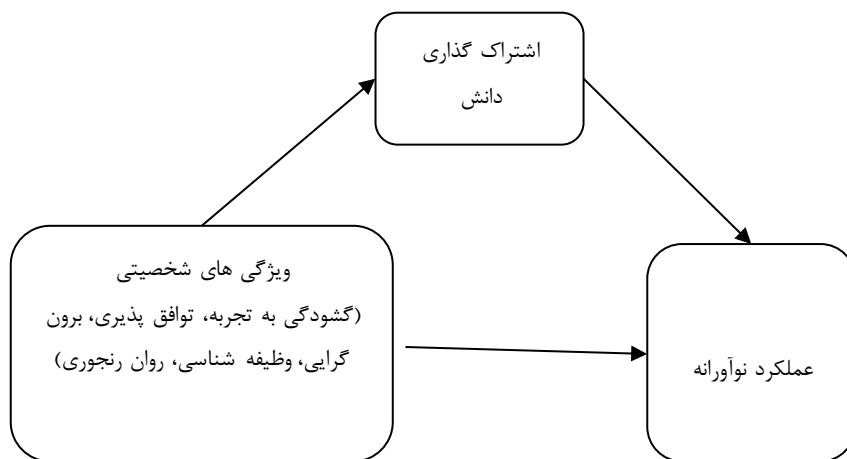 اشتراک گذاری
دانش
ویژگی های شخصیتی
(گشودگی به تجربه، توافق پذیری، برون
گرایی، وظیفه شناسی، روان رنجوری)
عملکرد نوآورانه